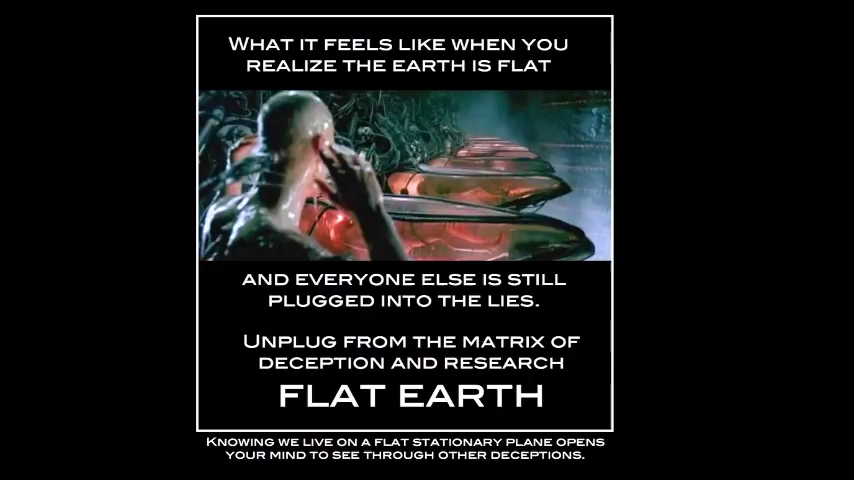 What it feels like when you
realize the earth is flat
and everyone else is still
plugged into the lies.
Unplug from the matrix of
deception and research
FLAT EARTH
Knowing we live on a flat stationary plane opens
your mind to see through other deceptions.